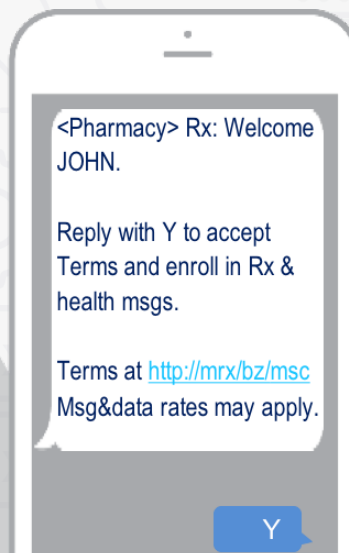 <Pharmacy> Rx: Welcome
JOHN.
Reply with Y to accept
Terms and enroll in Rx &
health msgs.
Terms at http://mrx/bz/msc
Msg&data rates may apply.
Y